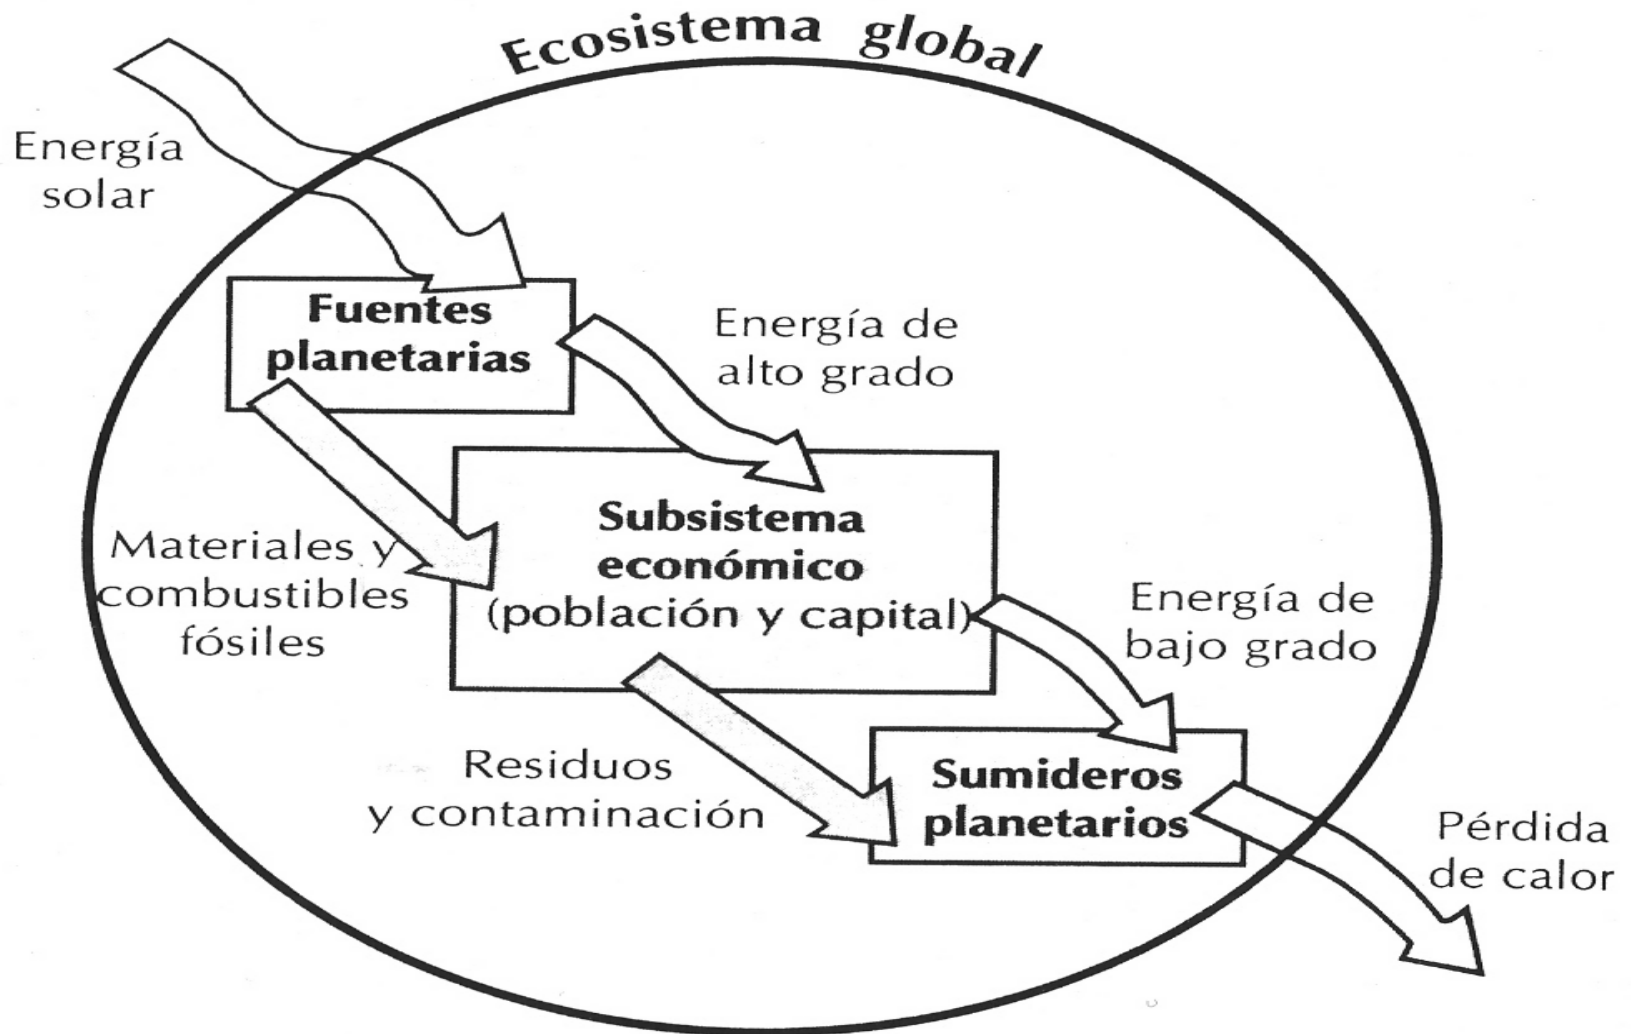 Ecosistema global
Energía
solar
Fuentes
planetarias
Energía de
alto grado
Materiales y
combustibles
fósiles
Subsistema
económico
(población y capital)
Energía de
bajo grado
Residuos
y contaminación
Sumideros
planetarios
Pérdida
de calor